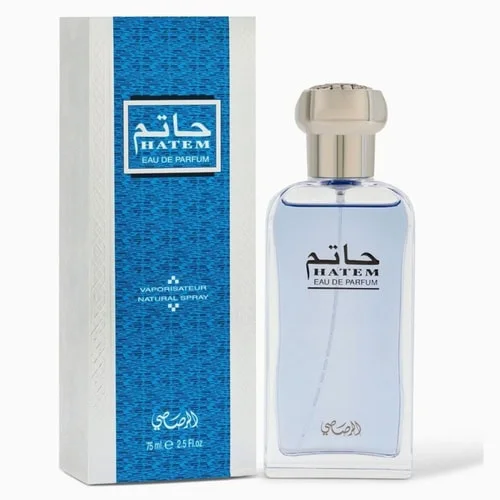 حاتم
HATEM
EAU DE PARFUM
VAPORISATEUR
NATURAL SPRAY
الرصاصي
75 ml ℮ 2.5 Fl.oz
حاتم
HATEM
EAU DE PARFUM
الرصاصي